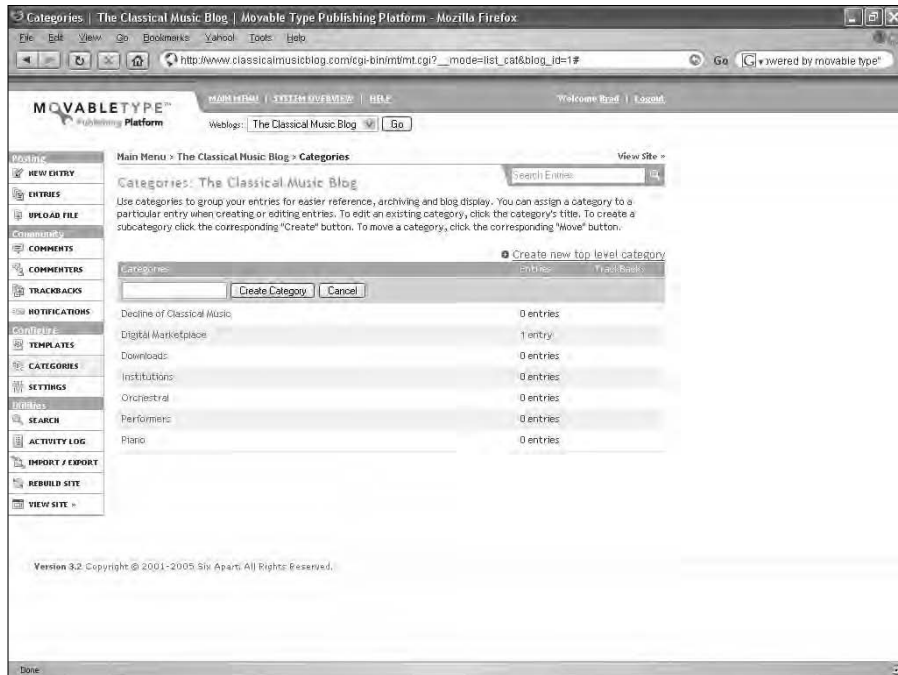 Categories | The Classical Music Blog | Movable Type Publishing Platform - Mozilla Firefox
File Edit View Go Bookmarks Yahoo! Tools Help
http://www.classicalmusicblog.com/cgi-bin/mt/mt.cgi?__mode=list_cat&blog_id=1#
Go
powered by movable type"
MOVABLETYPE™
Publishing Platform
MAIN MENU | SYSTEM OVERVIEW | HELP
Welcome Brad | Logout
Weblogs: The Classical Music Blog Go
Posting
NEW ENTRY
ENTRIES
UPLOAD FILE
Community
COMMENTS
COMMENTERS
TRACKBACKS
NOTIFICATIONS
Configure
TEMPLATES
CATEGORIES
SETTINGS
Utilities
SEARCH
ACTIVITY LOG
IMPORT / EXPORT
REBUILD SITE
VIEW SITE »
Main Menu > The Classical Music Blog > Categories
View Site »
Categories: The Classical Music Blog
Search Entries
Use categories to group your entries for easier reference, archiving and blog display. You can assign a category to a
particular entry when creating or editing entries. To edit an existing category, click the category's title. To create a
subcategory click the corresponding "Create" button. To move a category, click the corresponding "Move" button.
Create new top level category
Categories Entries TrackBacks
Create Category Cancel
Decline of Classical Music 0 entries
Digital Marketplace 1 entry
Downloads 0 entries
Institutions 0 entries
Orchestral 0 entries
Performers 0 entries
Piano 0 entries
Version 3.2 Copyright © 2001-2005 Six Apart. All Rights Reserved.
Done